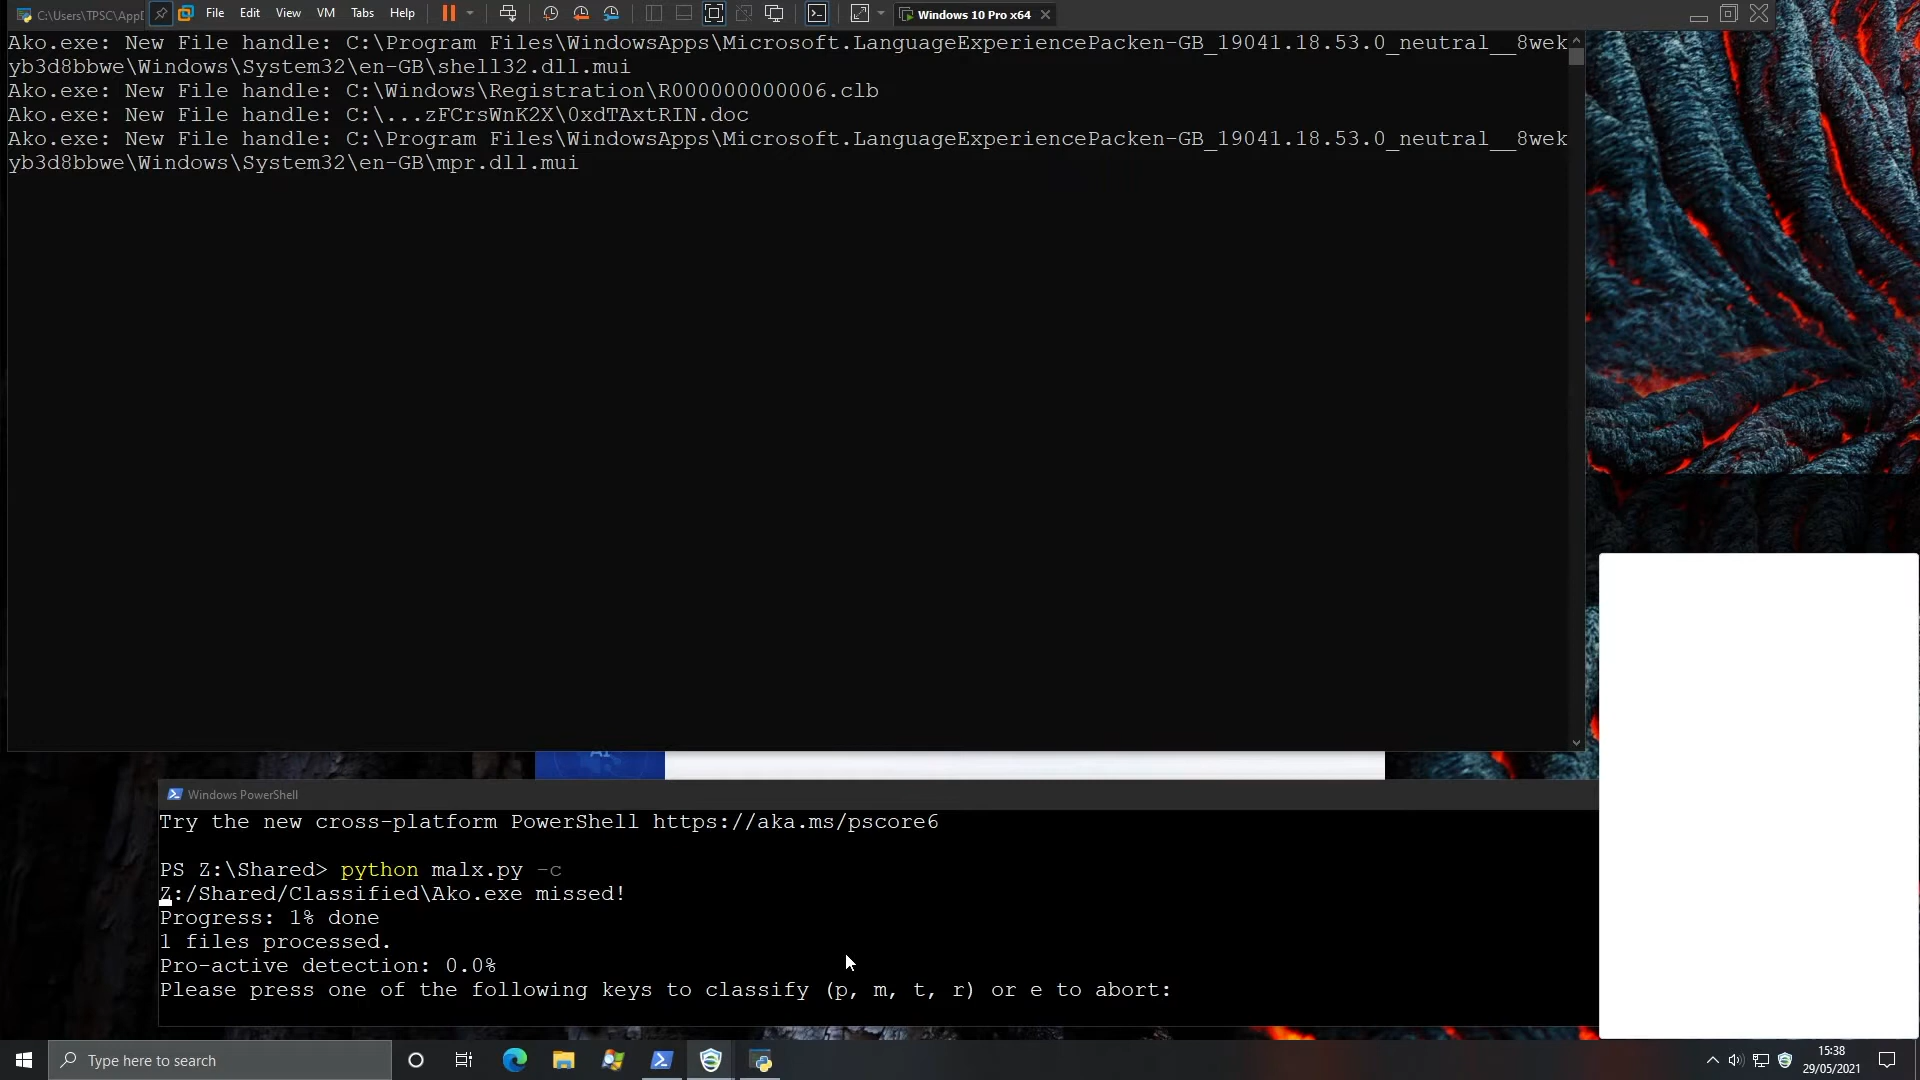 C:\Users\TPSC\AppD
File Edit View VM Tabs Help
Windows 10 Pro x64
Ako.exe: New File handle: C:\Program Files\WindowsApps\Microsoft.LanguageExperiencePacken-GB_19041.18.53.0_neutral__8wek
yb3d8bbwe\Windows\System32\en-GB\shell32.dll.mui
Ako.exe: New File handle: C:\Windows\Registration\R000000000006.clb
Ako.exe: New File handle: C:\...zFCrsWnK2X\0xdTAxtRIN.doc
Ako.exe: New File handle: C:\Program Files\WindowsApps\Microsoft.LanguageExperiencePacken-GB_19041.18.53.0_neutral__8wek
yb3d8bbwe\Windows\System32\en-GB\mpr.dll.mui
Windows PowerShell
Try the new cross-platform PowerShell https://aka.ms/pscore6
PS Z:\Shared> python malx.py -c
Z:/Shared/Classified\Ako.exe missed!
Progress: 1% done
1 files processed.
Pro-active detection: 0.0%
Please press one of the following keys to classify (p, m, t, r) or e to abort:
Type here to search
15:38
29/05/2021